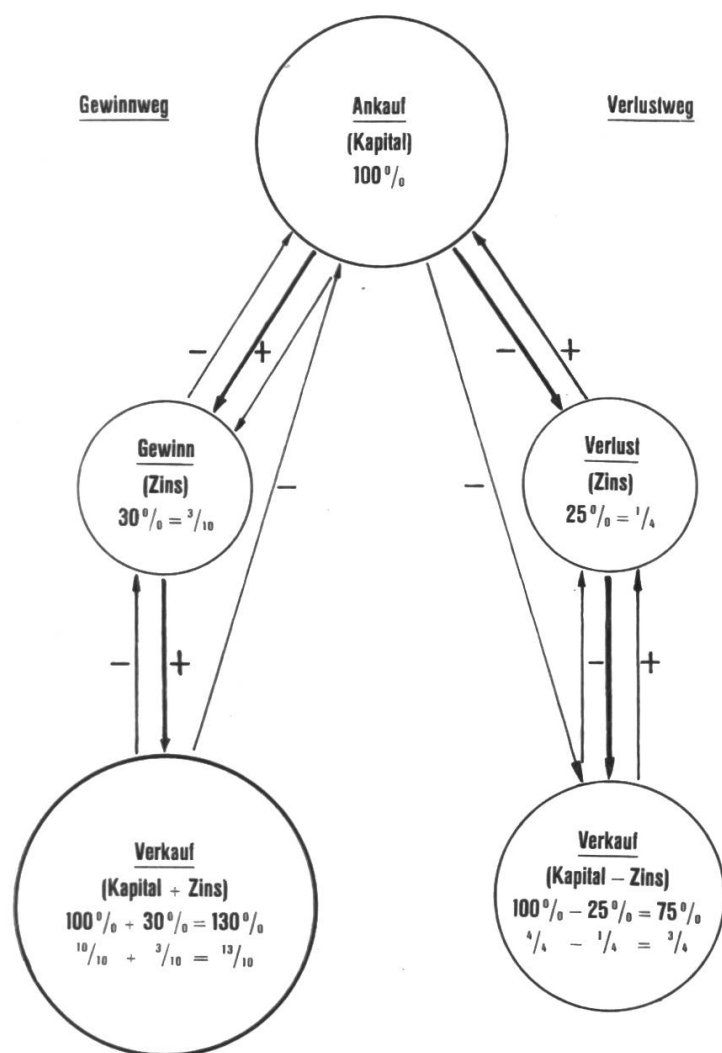 Gewinnweg
Ankauf
(Kapital)
100 %
Verlustweg
−
+
−
+
Gewinn
(Zins)
30 % = 3/10
−
−
Verlust
(Zins)
25 % = 1/4
−
+
−
+
Verkauf
(Kapital + Zins)
100 % + 30 % = 130 %
10/10 + 3/10 = 13/10
Verkauf
(Kapital − Zins)
100 % − 25 % = 75 %
4/4 − 1/4 = 3/4